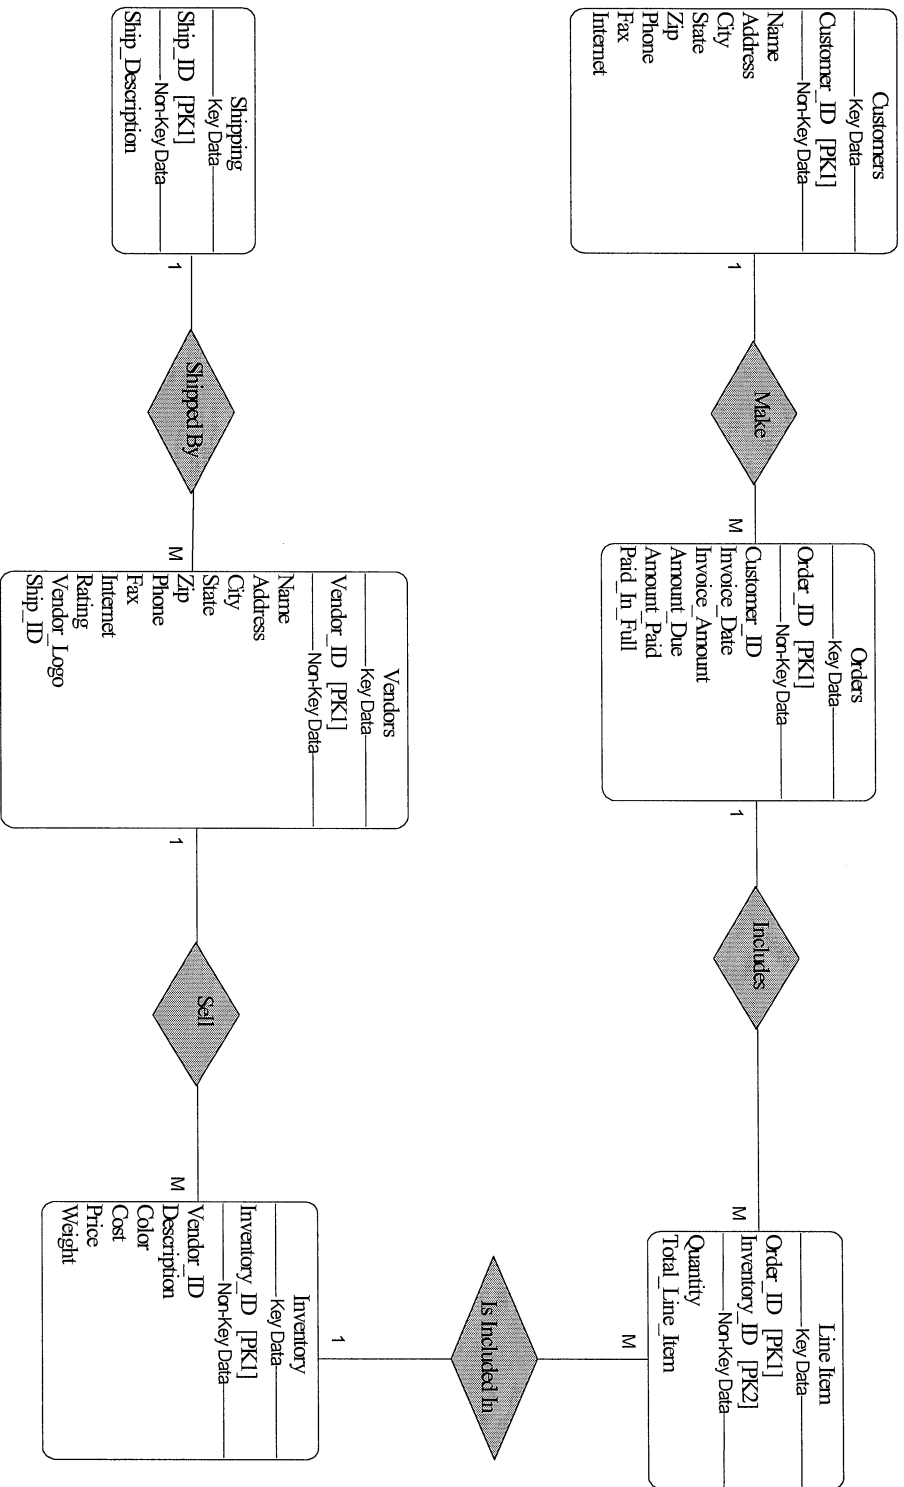 Customers
Key Data
Customer_ID [PK1]
Non-Key Data
Name
Address
City
State
Zip
Phone
Fax
Internet
1
Make
M
Orders
Key Data
Order_ID [PK1]
Non-Key Data
Customer_ID
Invoice_Date
Invoice_Amount
Amount_Due
Amount_Paid
Paid_In_Full
1
Includes
M
Line Item
Key Data
Order_ID [PK1]
Inventory_ID [PK2]
Non-Key Data
Quantity
Total_Line_Item
M
Is Included In
1
Shipping
Key Data
Ship_ID [PK1]
Non-Key Data
Ship_Description
1
Shipped By
M
Vendors
Key Data
Vendor_ID [PK1]
Non-Key Data
Name
Address
City
State
Zip
Phone
Fax
Internet
Rating
Vendor_Logo
Ship_ID
1
Sell
M
Inventory
Key Data
Inventory_ID [PK1]
Non-Key Data
Vendor_ID
Description
Color
Cost
Price
Weight